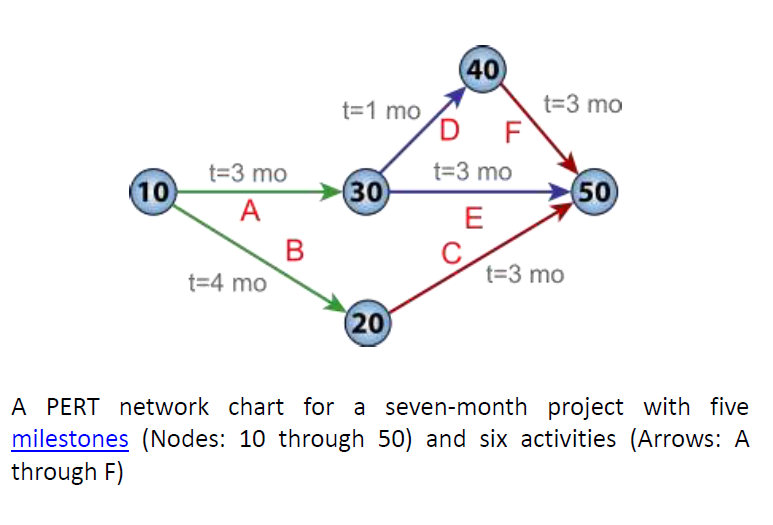 40
t=1 mo
t=3 mo
D
F
t=3 mo
t=3 mo
10
30
50
A
E
B
C
t=4 mo
t=3 mo
20
A PERT network chart for a seven-month project with five
milestones (Nodes: 10 through 50) and six activities (Arrows: A
through F)